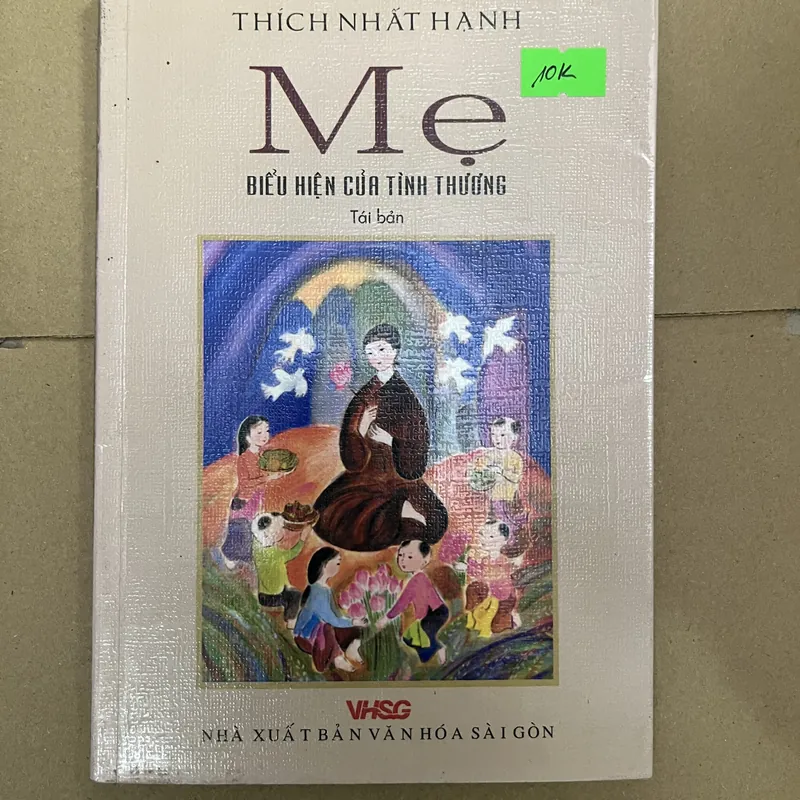 THÍCH NHẤT HẠNH
10K
Mẹ
BIỂU HIỆN CỦA TÌNH THƯƠNG
Tái bản
VHSG
NHÀ XUẤT BẢN VĂN HÓA SÀI GÒN